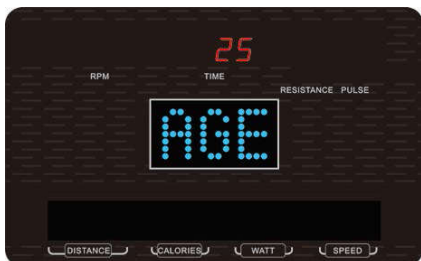 25
RPM TIME
RESISTANCE PULSE
AGE
DISTANCE CALORIES WATT SPEED